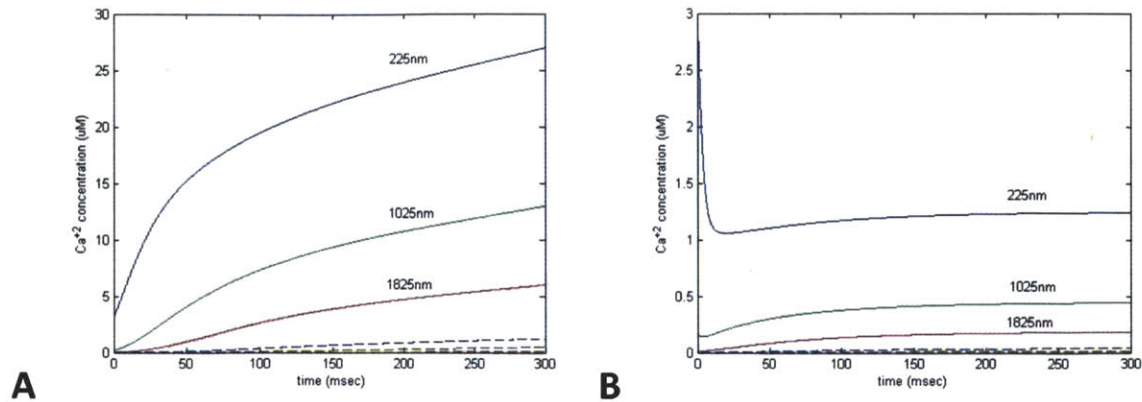 30
25
20
15
10
5
0
Ca+2 concentration (uM)
225nm
1025nm
1825nm
0 50 100 150 200 250 300
time (msec)
A
3
2.5
2
1.5
1
0.5
0
Ca+2 concentration (uM)
225nm
1025nm
1825nm
0 50 100 150 200 250 300
time (msec)
B